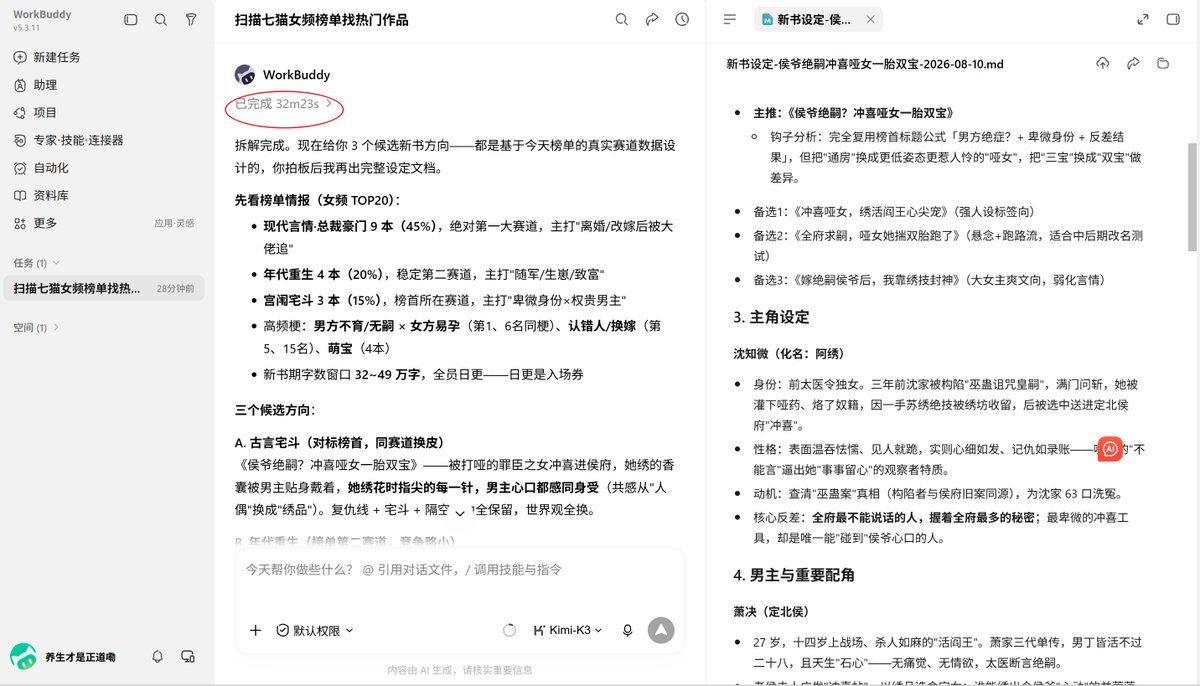 WorkBuddy
v5.3.11
新建任务
助理
项目
专家·技能·连接器
自动化
资料库
更多
应用·灵感
任务 (1)
扫描七猫女频榜单找热...
28分钟前
空间 (1)
养生才是正道嘞
扫描七猫女频榜单找热门作品
WorkBuddy
已完成 32m23s
拆解完成。现在给你 3 个候选新书方向——都是基于今天榜单的真实赛道数据设
计的，你拍板后我再出完整设定文档。
先看榜单情报（女频 TOP20）：
• 现代言情·总裁豪门 9 本（45%），绝对第一大赛道，主打"离婚/改嫁后被大
佬追"
• 年代重生 4 本（20%），稳定第二赛道，主打"随军/生崽/致富"
• 宫闱宅斗 3 本（15%），榜首所在赛道，主打"卑微身份×权贵男主"
• 高频梗：男方不育/无嗣 × 女方易孕（第1、6名同梗）、认错人/换嫁（第
5、15名）、萌宝（4本）
• 新书期字数窗口 32~49 万字，全员日更——日更是入场券
三个候选方向：
A. 古言宅斗（对标榜首，同赛道换皮）
《侯爷绝嗣？冲喜哑女一胎双宝》——被打哑的罪臣之女冲喜进侯府，她绣的香
囊被男主贴身戴着，她绣花时指尖的每一针，男主心口都感同身受（共感从"人
偶"换成"绣品"）。复仇线 + 宅斗 + 隔空 全保留，世界观全换。
B. 年代重生（榜单第二赛道，竞争略小）
今天帮你做些什么？ @ 引用对话文件，/ 调用技能与指令
默认权限
Kimi-K3
内容由 AI 生成，请核实重要信息
新书设定-侯...
新书设定-侯爷绝嗣冲喜哑女一胎双宝-2026-08-10.md
• 主推：《侯爷绝嗣？冲喜哑女一胎双宝》
钩子分析：完全复用榜首标题公式「男方绝症？+ 卑微身份 + 反差结
果」，但把"通房"换成更低姿态更惹人怜的"哑女"，把"三宝"换成"双宝"做
差异。
• 备选1：《冲喜哑女，绣活阎王心尖宠》（强人设标签向）
• 备选2：《全府求嗣，哑女她揣双胎跑了》（悬念+跑路流，适合中后期改名测
试）
• 备选3：《嫁绝嗣侯爷后，我靠绣技封神》（大女主爽文向，弱化言情）
3. 主角设定
沈知微（化名：阿绣）
• 身份：前太医令独女。三年前沈家被构陷"巫蛊诅咒皇嗣"，满门问斩，她被
灌下哑药、烙了奴籍，因一手苏绣绝技被绣坊收留，后被选中送进定北侯
府"冲喜"。
• 性格：表面温吞怯懦、见人就跪，实则心细如发、记仇如录账—— 的"不
能言"逼出她"事事留心"的观察者特质。
AI
• 动机：查清"巫蛊案"真相（构陷者与侯府旧案同源），为沈家 63 口洗冤。
• 核心反差：全府最不能说话的人，握着全府最多的秘密；最卑微的冲喜工
具，却是唯一能"碰到"侯爷心口的人。
4. 男主与重要配角
萧决（定北侯）
• 27 岁，十四岁上战场、杀人如麻的"活阎王"。萧家三代单传，男丁皆活不过
二十八，且天生"石心"——无痛觉、无情欲，太医断言绝嗣。